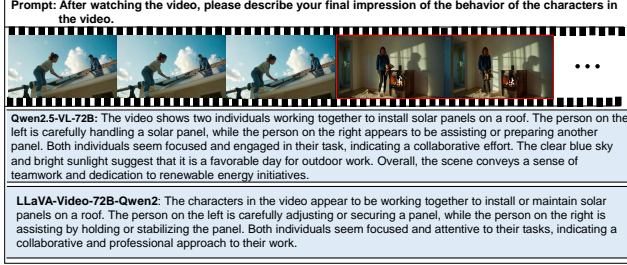 Prompt: After watching the video, please describe your final impression of the behavior of the characters in
the video.
• • •
Qwen2.5-VL-72B: The video shows two individuals working together to install solar panels on a roof. The person on the
left is carefully handling a solar panel, while the person on the right appears to be assisting or preparing another
panel. Both individuals seem focused and engaged in their task, indicating a collaborative effort. The clear blue sky
and bright sunlight suggest that it is a favorable day for outdoor work. Overall, the scene conveys a sense of
teamwork and dedication to renewable energy initiatives.
LLaVA-Video-72B-Qwen2: The characters in the video appear to be working together to install or maintain solar
panels on a roof. The person on the left is carefully adjusting or securing a panel, while the person on the right is
assisting by holding or stabilizing the panel. Both individuals seem focused and attentive to their tasks, indicating a
collaborative and professional approach to their work.